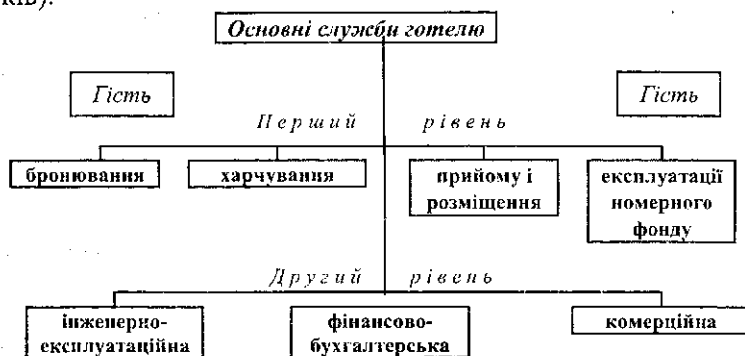 ків).
Основні служби готелю
Гість
Гість
Перший рівень
бронювання
харчування
прийому і
розміщення
експлуатації
номерного
фонду
Другий рівень
інженерно-
експлуатаційна
фінансово-
бухгалтерська
комерційна